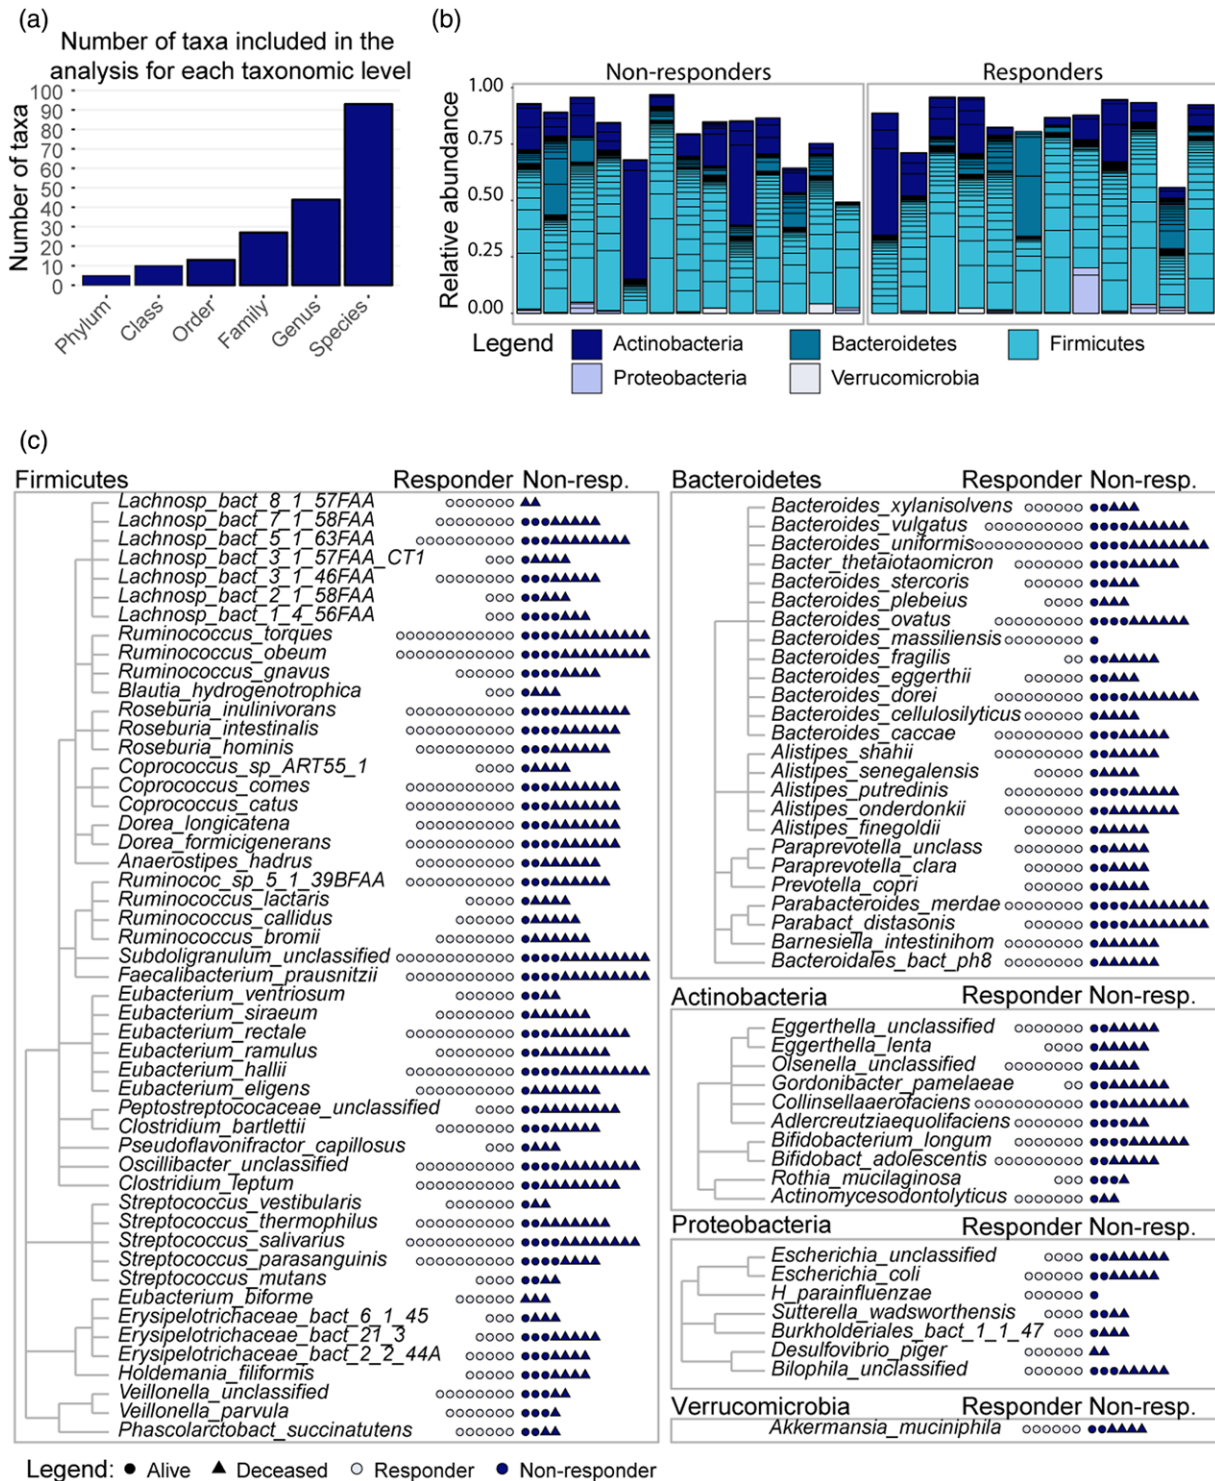 (a)
Number of taxa included in the
analysis for each taxonomic level
Number of taxa
100
90
80
70
60
50
40
30
20
10
0
Phylum
Class
Order
Family
Genus
Species
(b)
Non-responders
Responders
Relative abundance
1.00
0.75
0.50
0.25
0.00
Legend
Actinobacteria
Bacteroidetes
Firmicutes
Proteobacteria
Verrucomicrobia
(c)
Firmicutes Responder Non-resp.
Lachnosp_bact_8_1_57FAA
Lachnosp_bact_7_1_58FAA
Lachnosp_bact_5_1_63FAA
Lachnosp_bact_3_1_57FAA_CT1
Lachnosp_bact_3_1_46FAA
Lachnosp_bact_2_1_58FAA
Lachnosp_bact_1_4_56FAA
Ruminococcus_torques
Ruminococcus_obeum
Ruminococcus_gnavus
Blautia_hydrogenotrophica
Roseburia_inulinivorans
Roseburia_intestinalis
Roseburia_hominis
Coprococcus_sp_ART55_1
Coprococcus_comes
Coprococcus_catus
Dorea_longicatena
Dorea_formicigenerans
Anaerostipes_hadrus
Ruminococ_sp_5_1_39BFAA
Ruminococcus_lactaris
Ruminococcus_callidus
Ruminococcus_bromii
Subdoligranulum_unclassified
Faecalibacterium_prausnitzii
Eubacterium_ventriosum
Eubacterium_siraeum
Eubacterium_rectale
Eubacterium_ramulus
Eubacterium_hallii
Eubacterium_eligens
Peptostreptococaceae_unclassified
Clostridium_bartlettii
Pseudoflavonifractor_capillosus
Oscillibacter_unclassified
Clostridium_leptum
Streptococcus_vestibularis
Streptococcus_thermophilus
Streptococcus_salivarius
Streptococcus_parasanguinis
Streptococcus_mutans
Eubacterium_biforme
Erysipelotrichaceae_bact_6_1_45
Erysipelotrichaceae_bact_21_3
Erysipelotrichaceae_bact_2_2_44A
Holdemania_filiformis
Veillonella_unclassified
Veillonella_parvula
Phascolarctobact_succinatutens
Bacteroidetes Responder Non-resp.
Bacteroides_xylanisolvens
Bacteroides_vulgatus
Bacteroides_uniformis
Bacter_thetaiotaomicron
Bacteroides_stercoris
Bacteroides_plebeius
Bacteroides_ovatus
Bacteroides_massiliensis
Bacteroides_fragilis
Bacteroides_eggerthii
Bacteroides_dorei
Bacteroides_cellulosilyticus
Bacteroides_caccae
Alistipes_shahii
Alistipes_senegalensis
Alistipes_putredinis
Alistipes_onderdonkii
Alistipes_finegoldii
Paraprevotella_unclass
Paraprevotella_clara
Prevotella_copri
Parabacteroides_merdae
Parabact_distasonis
Barnesiella_intestinihom
Bacteroidales_bact_ph8
Actinobacteria Responder Non-resp.
Eggerthella_unclassified
Eggerthella_lenta
Olsenella_unclassified
Gordonibacter_pamelaeae
Collinsellaaerofaciens
Adlercreutziaequolifaciens
Bifidobacterium_longum
Bifidobact_adolescentis
Rothia_mucilaginosa
Actinomycesodontolyticus
Proteobacteria Responder Non-resp.
Escherichia_unclassified
Escherichia_coli
H_parainfluenzae
Sutterella_wadsworthensis
Burkholderiales_bact_1_1_47
Desulfovibrio_piger
Bilophila_unclassified
Verrucomicrobia Responder Non-resp.
Akkermansia_muciniphila
Legend: Alive Deceased Responder Non-responder